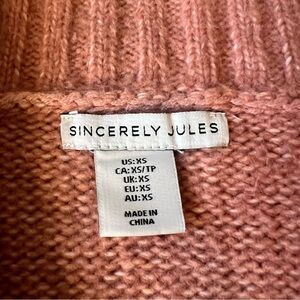 SINCERELY JULES
US:XS
CA:XS/TP
UK:XS
EU:XS
AU:XS
MADE IN
CHINA